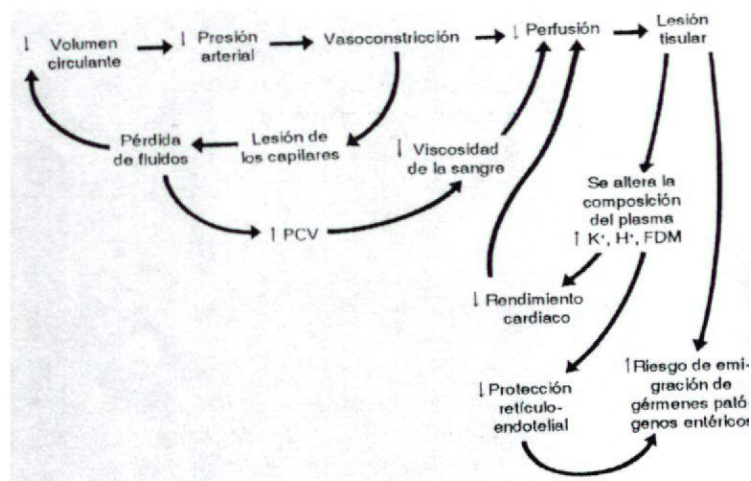 ↓ Volumen
circulante
↓ Presión
arterial
Vasoconstricción
↓ Perfusión
Lesión
tisular
Pérdida
de fluidos
Lesión de
los capilares
↓ Viscosidad
de la sangre
↑ PCV
Se altera la
composición
del plasma
↑ K⁺, H⁺, FDM
↓ Rendimiento
cardiaco
↓ Protección
retículo-
endotelial
↑Riesgo de emi-
gración de
gérmenes pató-
genos entéricos